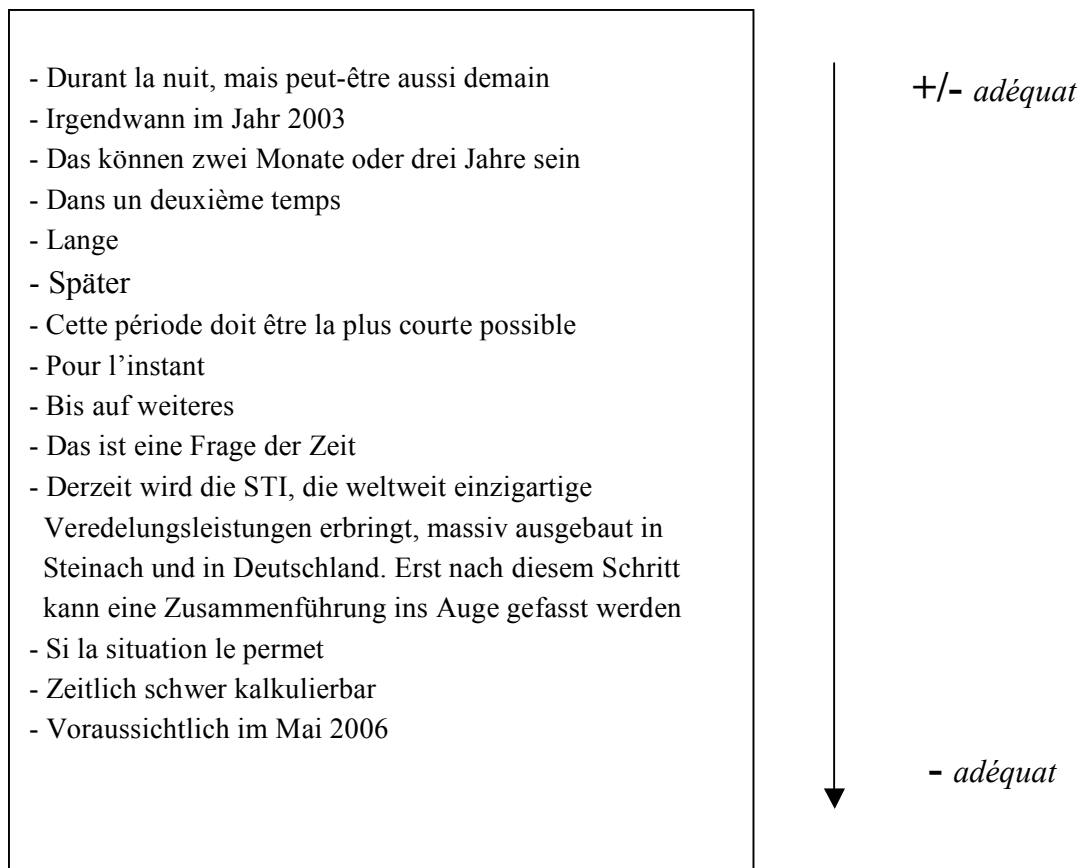 - Durant la nuit, mais peut-être aussi demain
+/- adéquat
- Irgendwann im Jahr 2003
- Das können zwei Monate oder drei Jahre sein
- Dans un deuxième temps
- Lange
- Später
- Cette période doit être la plus courte possible
- Pour l’instant
- Bis auf weiteres
- Das ist eine Frage der Zeit
- Derzeit wird die STI, die weltweit einzigartige
Veredelungsleistungen erbringt, massiv ausgebaut in
Steinach und in Deutschland. Erst nach diesem Schritt
kann eine Zusammenführung ins Auge gefasst werden
- Si la situation le permet
- Zeitlich schwer kalkulierbar
- Voraussichtlich im Mai 2006
- adéquat